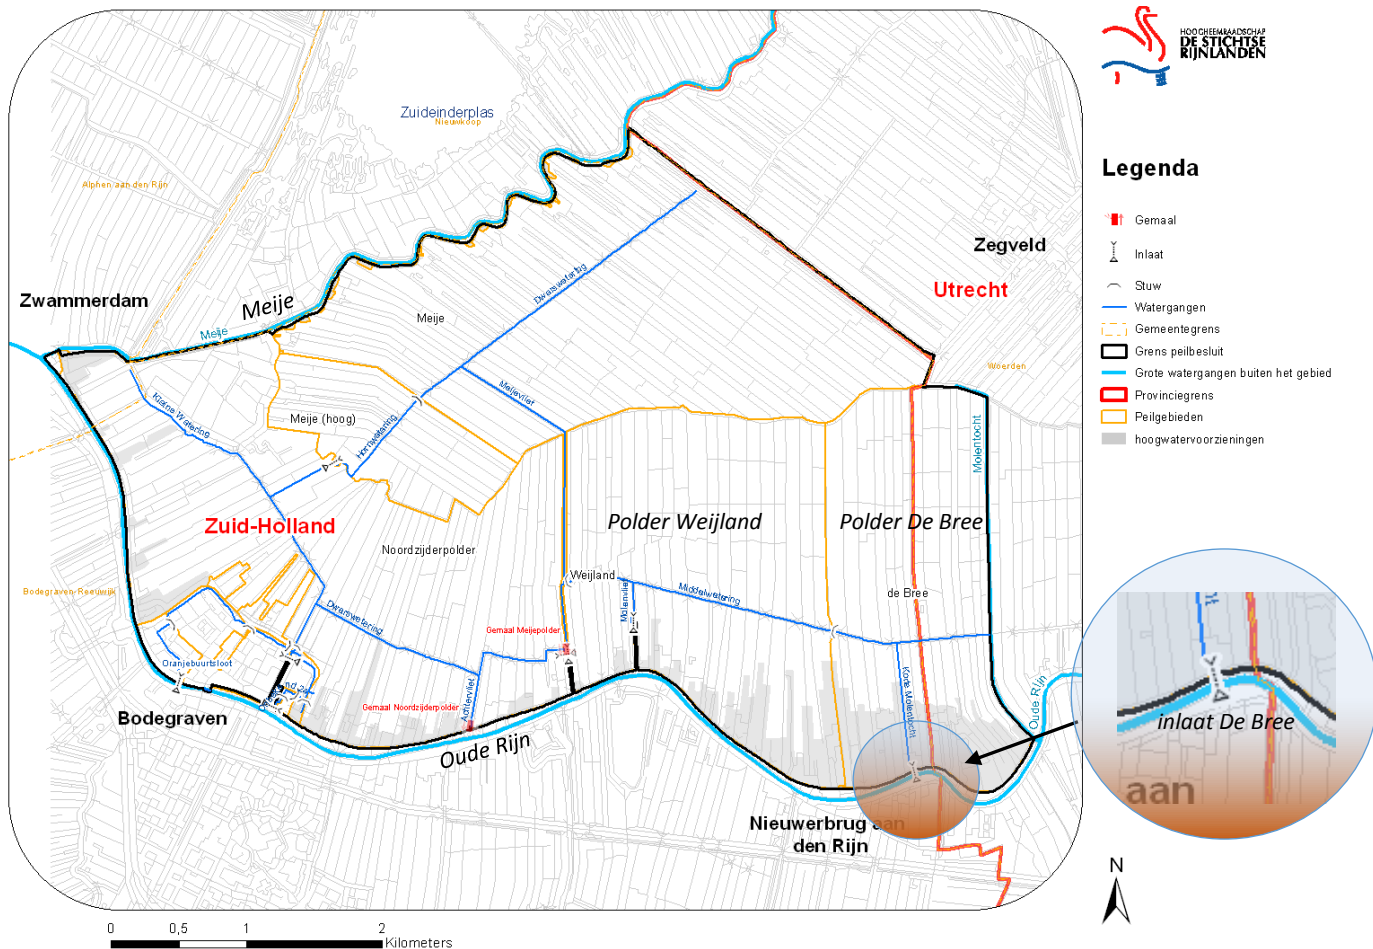 HOOGHEEMRAADSCHAP
DE STICHTSE
RIJNLANDEN
Legenda
Gemaal
Inlaat
Stuw
Watergangen
Gemeentegrens
Grens peilbesluit
Grote watergangen buiten het gebied
Provinciegrens
Peilgebieden
hoogwatervoorzieningen
Zuideinderplas
Nieuwkoop
Alphen aan den Rijn
Zegveld
Utrecht
Zwammerdam
Meije
Meije
Meije
Dwarswetering
Woerden
Kleine Watering
Meijevliet
Meije (hoog)
Hornswetering
Molentocht
Zuid-Holland
Polder Weijland
Polder De Bree
Noordzijderpolder
Weijland
Bodegraven-Reeuwijk
de Bree
Molenvliet
Middelwetering
Dwarswetering
Gemaal Meijepolder
Oranjebuurtsloot
Korte Molentocht
Achtervliet
Oude Rijn
Bodegraven
Gemaal Noordzijderpolder
Oude Rijn
inlaat De Bree
aan
Nieuwerbrug aan
den Rijn
N
0
0,5
1
2
Kilometers